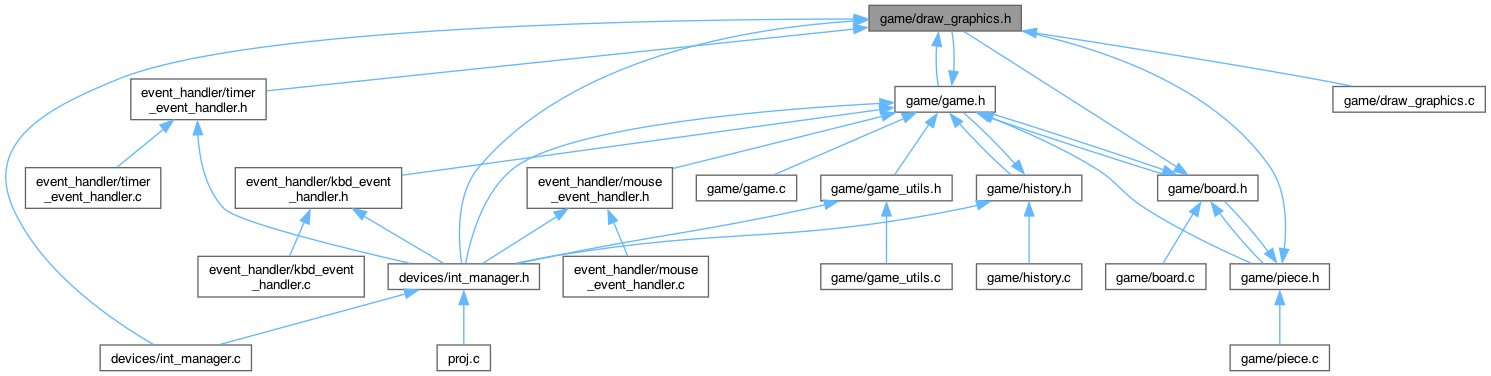 game/draw_graphics.h
event_handler/timer
_event_handler.h
game/game.h
game/draw_graphics.c
event_handler/timer
_event_handler.c
event_handler/kbd_event
_handler.h
event_handler/mouse
_event_handler.h
game/game.c
game/game_utils.h
game/history.h
game/board.h
event_handler/kbd_event
_handler.c
devices/int_manager.h
event_handler/mouse
_event_handler.c
game/game_utils.c
game/history.c
game/board.c
game/piece.h
devices/int_manager.c
proj.c
game/piece.c